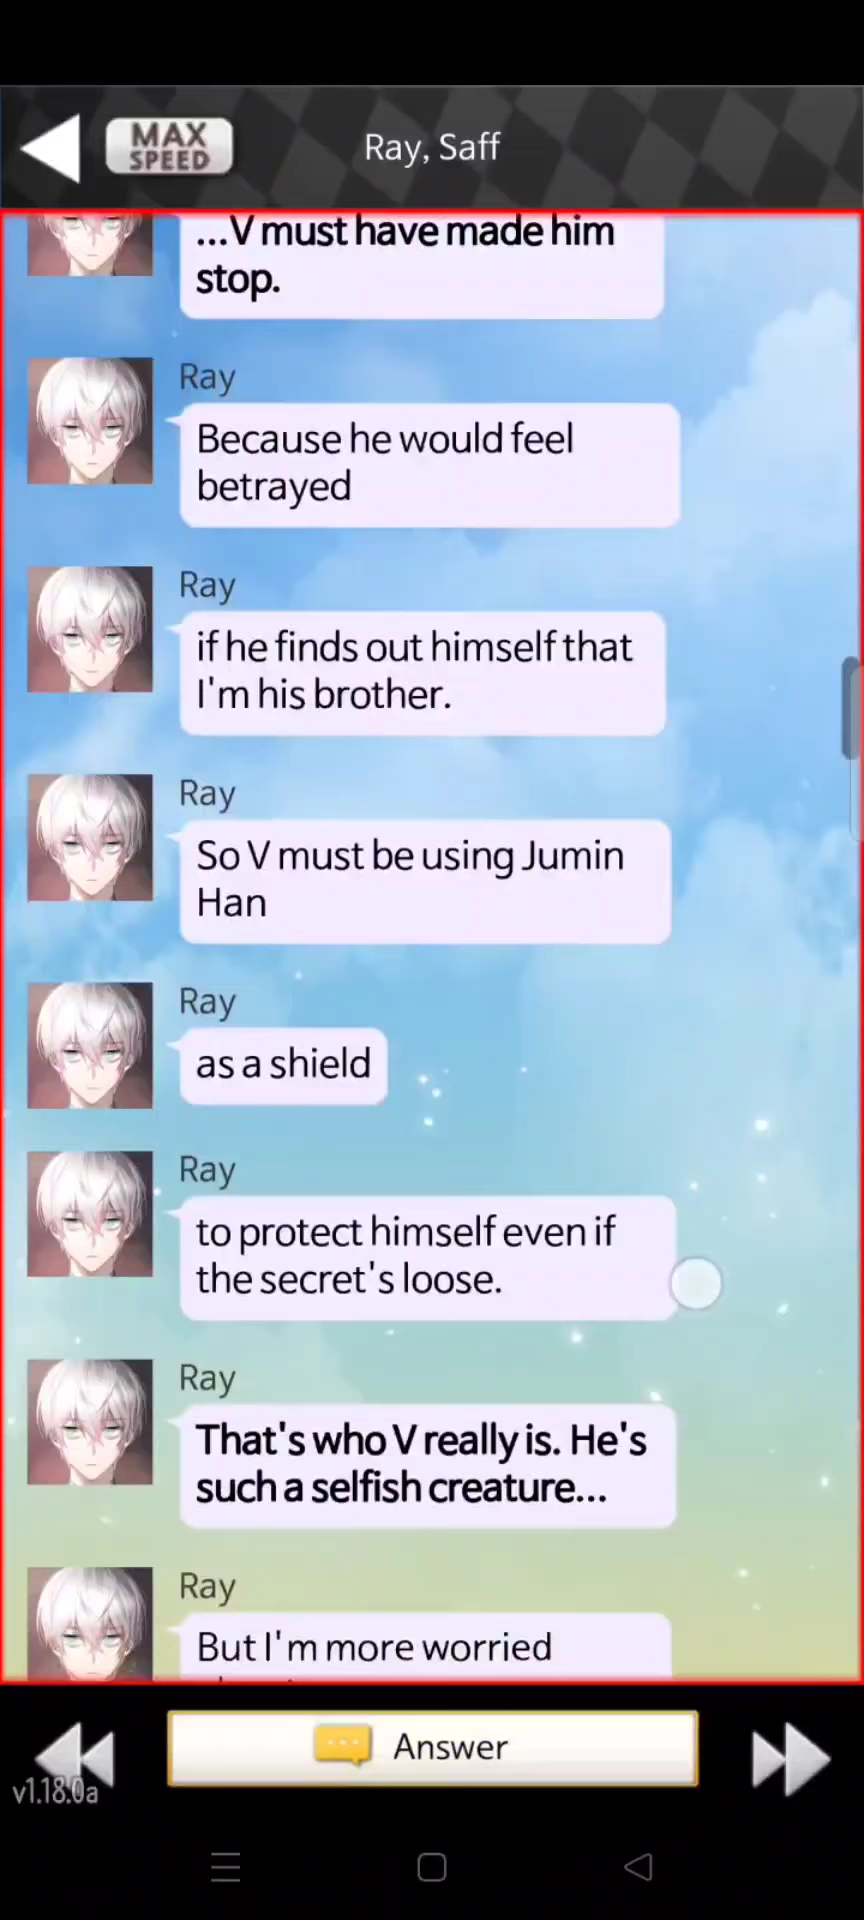 MAX
SPEED
Ray, Saff
...V must have made him
stop.
Ray
Because he would feel
betrayed
Ray
if he finds out himself that
I'm his brother.
Ray
So V must be using Jumin
Han
Ray
as a shield
Ray
to protect himself even if
the secret's loose.
Ray
That's who V really is. He's
such a selfish creature...
Ray
But I'm more worried
Answer
v1.18.0a